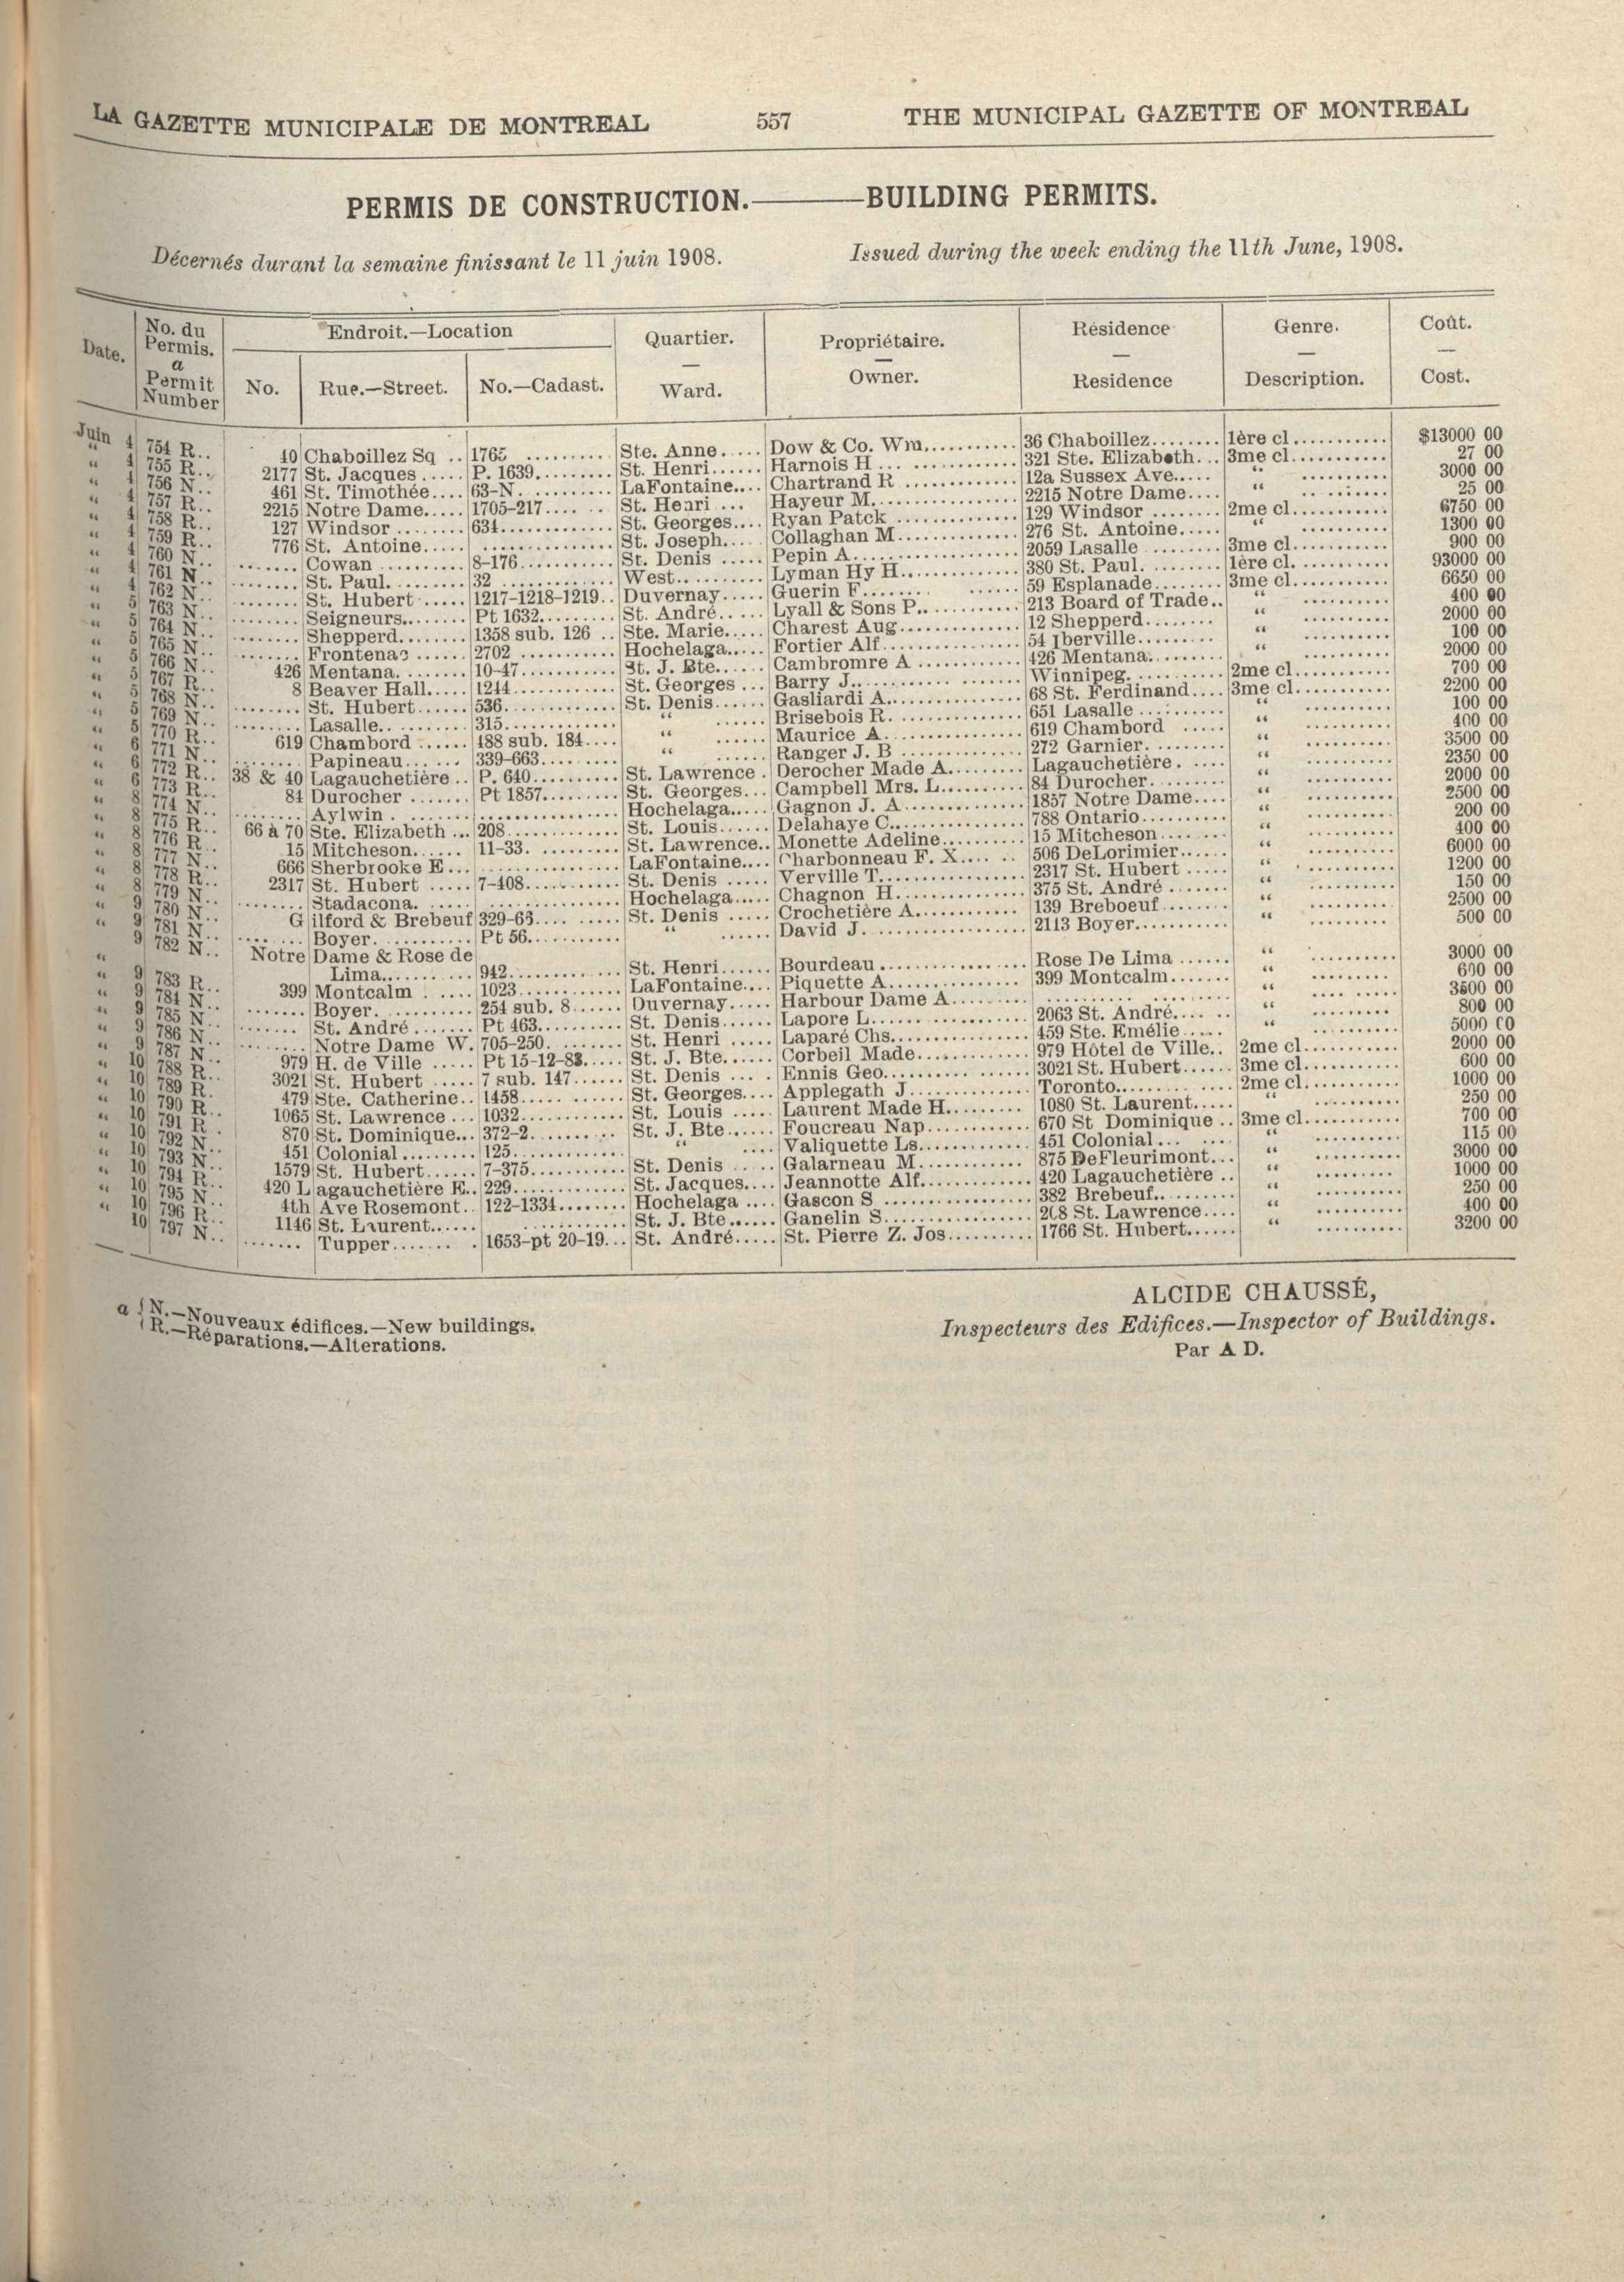 LA GAZETTE MUNICIPALE DE MONTREAL 557 THE MUNICIPAL GAZETTE OF MONTREAL
PERMIS DE CONSTRUCTION.———BUILDING PERMITS.
Décernés durant la semaine finissant le 11 juin 1908. Issued during the week ending the 11th June, 1908.
Date. No. du Permis. a Permit Number Endroit.—Location Quartier. — Ward. Propriétaire. — Owner. Résidence — Residence Genre. — Description. Coût. — Cost.
No. Rue.—Street. No.—Cadast.
Juin 4 754 R.. 40 Chaboillez Sq .. 1765 Ste. Anne..... Dow & Co. Wm. 36 Chaboillez 1ère cl. $13000 00
“ 4 755 R.. 2177 St. Jacques P. 1639. St. Henri. Harnois H 321 Ste. Elizabeth... 3me cl. 27 00
“ 4 756 N.. 461 St. Timothée.... 63-N. LaFontaine.... Chartrand R 12a Sussex Ave. “ 3000 00
“ 4 757 R.. 2215 Notre Dame. 1705-217 St. Henri ... Hayeur M. 2215 Notre Dame.... “ 25 00
“ 4 758 R.. 127 Windsor 634. St. Georges.... Ryan Patck 129 Windsor 2me cl. 6750 00
“ 4 759 R.. 776 St. Antoine. St. Joseph. Collaghan M. 276 St. Antoine. “ 1300 00
“ 4 760 N.. Cowan 8-176 St. Denis Pepin A. 2059 Lasalle 3me cl. 900 00
“ 4 761 N.. St. Paul. 32 West. Lyman Hy H. 380 St. Paul. 1ère cl. 93000 00
“ 4 762 N.. St. Hubert 1217-1218-1219.. Duvernay. Guerin F. 59 Esplanade 3me cl. 6650 00
“ 5 763 N.. Seigneurs. Pt 1632. St. André. Lyall & Sons P.. 213 Board of Trade.. “ 400 00
“ 5 764 N.. Shepperd. 1358 sub. 126 .. Ste. Marie. Charest Aug. 12 Shepperd. “ 2000 00
“ 5 765 N.. Frontenac 2702 Hochelaga. Fortier Alf. 54 Iberville. “ 100 00
“ 5 766 N.. 426 Mentana. 10-47 St. J. Bte. Cambromre A 426 Mentana. “ 2000 00
“ 5 767 R.. 8 Beaver Hall. 1244. St. Georges ... Barry J. Winnipeg. 2me cl. 700 00
“ 5 768 N.. St. Hubert 536. St. Denis. Gasliardi A. 68 St. Ferdinand.... 3me cl. 2200 00
“ 5 769 N.. Lasalle. 315. “ Brisebois R. 651 Lasalle “ 100 00
“ 5 770 R.. 619 Chambord 488 sub. 184.... “ Maurice A. 619 Chambord “ 400 00
“ 6 771 N.. Papineau. 339-663 “ Ranger J. B 272 Garnier. “ 3500 00
“ 6 772 R.. 38 & 40 Lagauchetière .. P. 640. St. Lawrence . Derocher Made A. Lagauchetière. “ 2350 00
“ 6 773 R.. 84 Durocher Pt 1857. St. Georges... Campbell Mrs. L. 84 Durocher. “ 2000 00
“ 8 774 N.. Aylwin . Hochelaga. Gagnon J. A. 1857 Notre Dame.... “ 2500 00
“ 8 775 R.. 66 à 70 Ste. Elizabeth ... 208 St. Louis. Delahaye C. 788 Ontario. “ 200 00
“ 8 776 R.. 15 Mitcheson. 11-33. St. Lawrence.. Monette Adeline. 15 Mitcheson “ 400 00
“ 8 777 N.. 666 Sherbrooke E... LaFontaine.... Charbonneau F. X. 506 DeLorimier. “ 6000 00
“ 8 778 R.. 2317 St. Hubert 7-408 St. Denis Verville T. 2317 St. Hubert “ 1200 00
“ 8 779 N.. Stadacona. Hochelaga. Chagnon H. 375 St. André “ 150 00
“ 9 780 N.. Gilford & Brebeuf 329-63. St. Denis Crochetière A. 139 Breboeuf “ 2500 00
“ 9 781 N.. Boyer. Pt 56. “ David J. 2113 Boyer. “ 500 00
“ 9 782 N.. Notre Dame & Rose de
Lima. 942. St. Henri. Bourdeau Rose De Lima “ 3000 00
“ 9 783 R.. 399 Montcalm 1023. LaFontaine.... Piquette A. 399 Montcalm. “ 600 00
“ 9 784 N.. Boyer. 254 sub. 8 Duvernay. Harbour Dame A. “ 3500 00
“ 9 785 N.. St. André Pt 463. St. Denis. Lapore L. 2063 St. André. “ 800 00
“ 9 786 N.. Notre Dame W. 705-250. St. Henri Laparé Chs. 459 Ste. Emélie “ 5000 00
“ 9 787 N.. 979 H. de Ville Pt 15-12-83. St. J. Bte. Corbeil Made. 979 Hôtel de Ville.. 2me cl. 2000 00
“ 10 788 R.. 3021 St. Hubert 7 sub. 147 St. Denis Ennis Geo. 3021 St. Hubert 3me cl. 600 00
“ 10 789 R. 479 Ste. Catherine.. 1458 St. Georges.... Applegath J. Toronto. 2me cl. 1000 00
“ 10 790 R. 1065 St. Lawrence ... 1032 St. Louis Laurent Made H. 1080 St. Laurent. “ 250 00
“ 10 791 R . 870 St. Dominique... 372-2 St. J. Bte. Foucreau Nap. 670 St Dominique .. 3me cl. 700 00
“ 10 792 N.. 451 Colonial 125. “ Valiquette Ls. 451 Colonial “ 115 00
“ 10 793 N.. 1579 St. Hubert 7-375 St. Denis Galarneau M. 875 DeFleurimont... “ 3000 00
“ 10 794 R.. 420 Lagauchetière E.. 229 St. Jacques.... Jeannotte Alf. 420 Lagauchetière .. “ 1000 00
“ 10 795 N.. 4th Ave Rosemont.. 122-1334 Hochelaga .... Gascon S 382 Brebeuf.. “ 250 00
“ 10 796 R.. 1146 St. Laurent. St. J. Bte. Ganelin S. 208 St. Lawrence.... “ 400 00
“ 10 797 N.. Tupper 1653-pt 20-19... St. André. St. Pierre Z. Jos. 1766 St. Hubert. “ 3200 00
a { N.—Nouveaux édifices.—New buildings.
R.—Réparations.—Alterations.
ALCIDE CHAUSSÉ,
Inspecteurs des Edifices.—Inspector of Buildings.
Par A D.